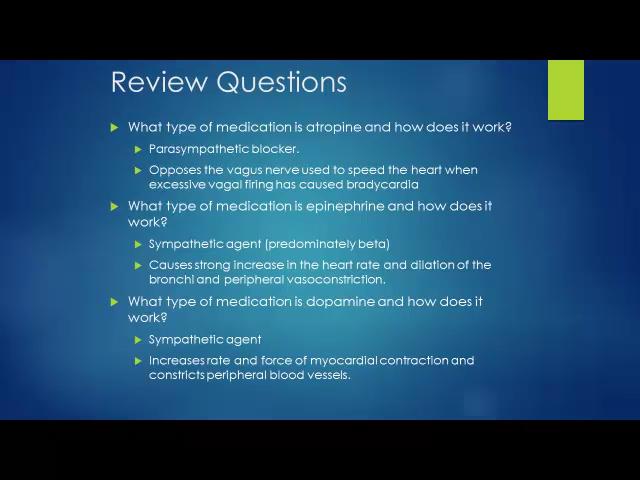 Review Questions
What type of medication is atropine and how does it work?
Parasympathetic blocker.
Opposes the vagus nerve used to speed the heart when
excessive vagal firing has caused bradycardia
What type of medication is epinephrine and how does it
work?
Sympathetic agent (predominately beta)
Causes strong increase in the heart rate and dilation of the
bronchi and peripheral vasoconstriction.
What type of medication is dopamine and how does it
work?
Sympathetic agent
Increases rate and force of myocardial contraction and
constricts peripheral blood vessels.